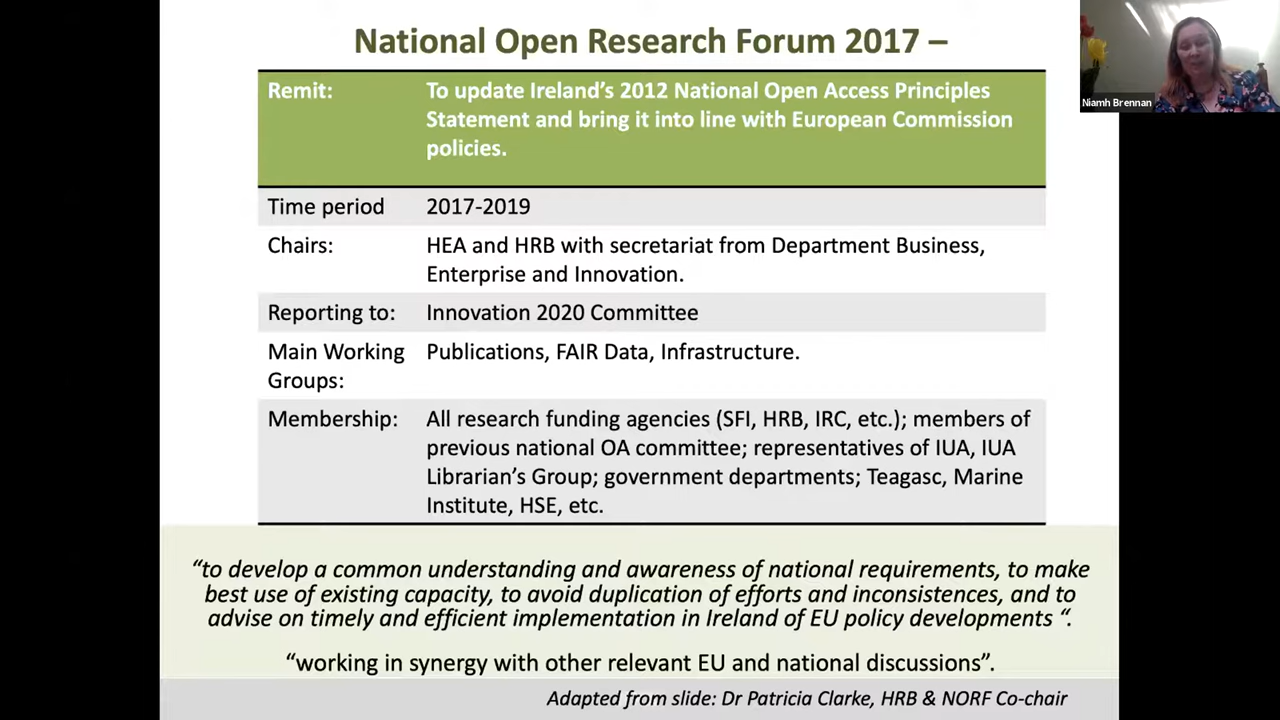 National Open Research Forum 2017 –
Niamh Brennan
Remit:
To update Ireland's 2012 National Open Access Principles
Statement and bring it into line with European Commission
policies.
Time period
2017-2019
Chairs:
HEA and HRB with secretariat from Department Business,
Enterprise and Innovation.
Reporting to:
Innovation 2020 Committee
Main Working
Groups:
Publications, FAIR Data, Infrastructure.
Membership:
All research funding agencies (SFI, HRB, IRC, etc.); members of
previous national OA committee; representatives of IUA, IUA
Librarian's Group; government departments; Teagasc, Marine
Institute, HSE, etc.
“to develop a common understanding and awareness of national requirements, to make
best use of existing capacity, to avoid duplication of efforts and inconsistences, and to
advise on timely and efficient implementation in Ireland of EU policy developments “.
“working in synergy with other relevant EU and national discussions”.
Adapted from slide: Dr Patricia Clarke, HRB & NORF Co-chair